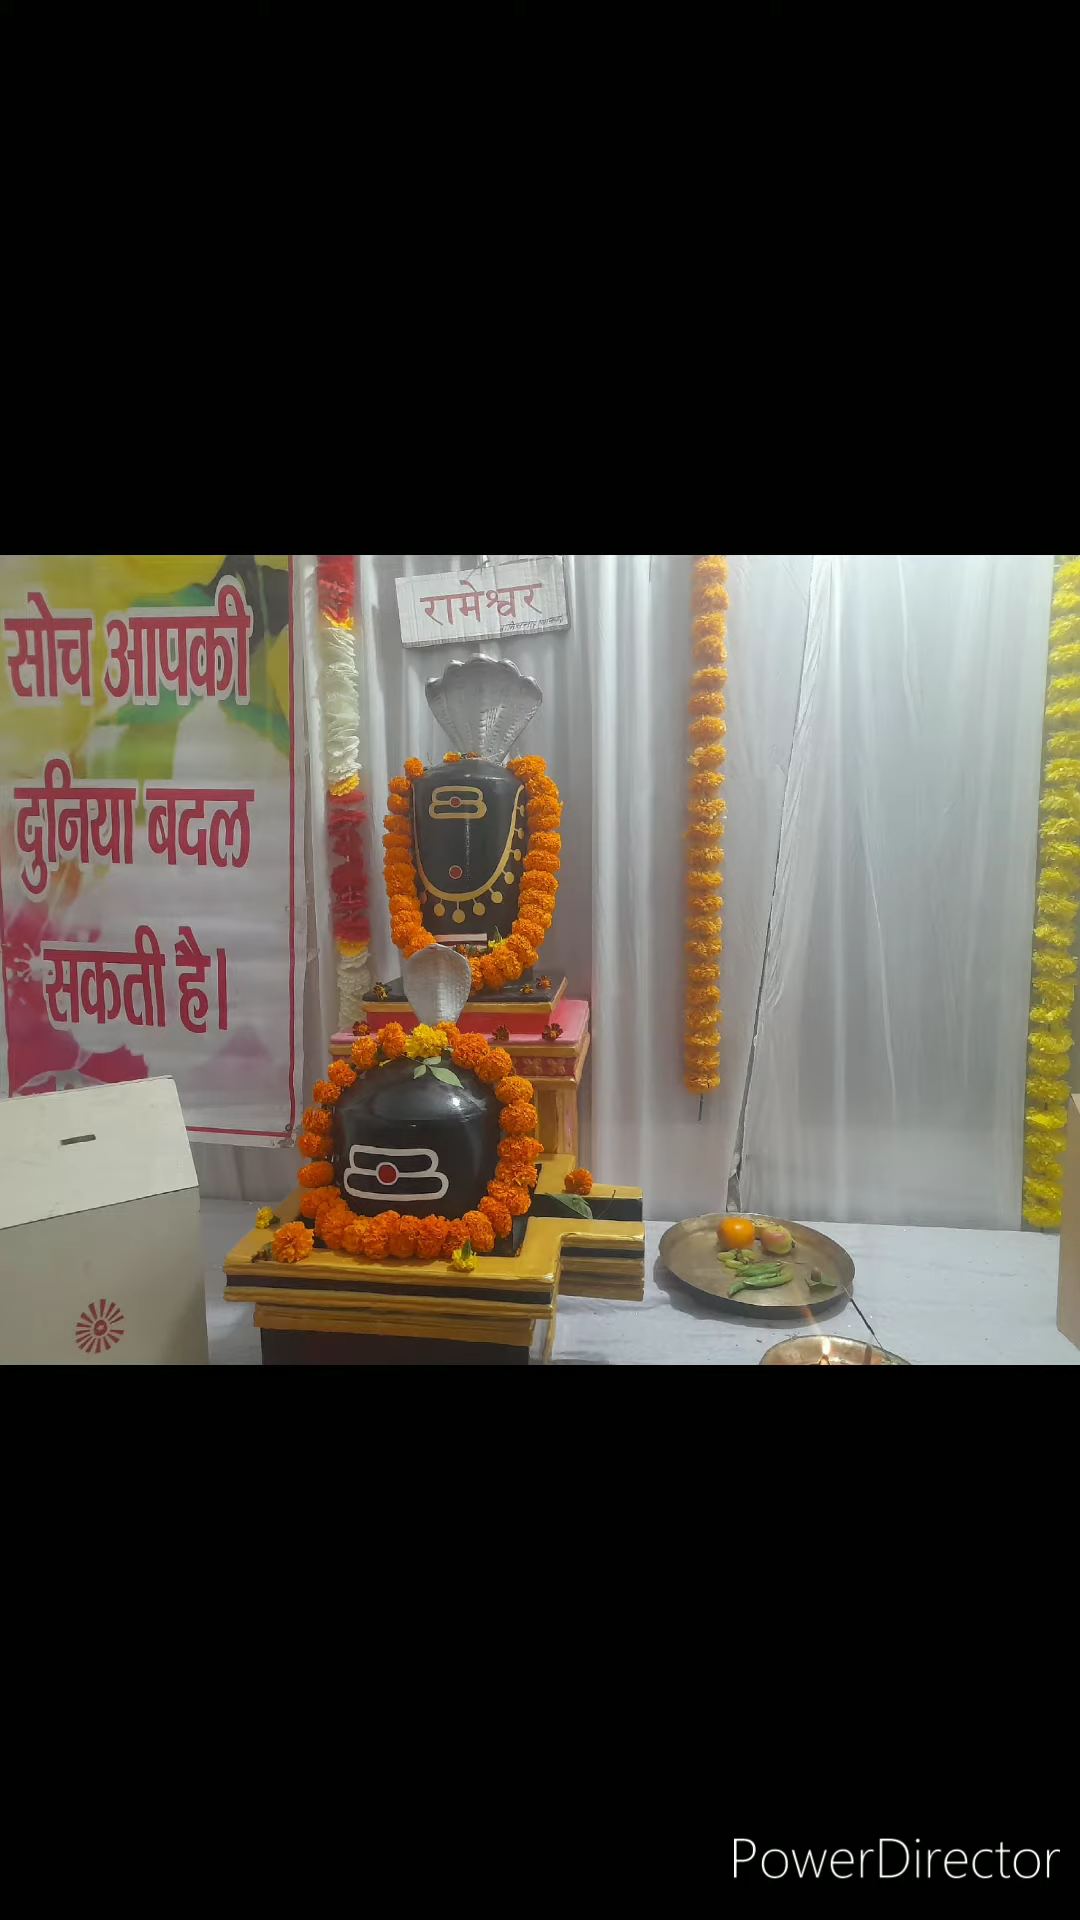 सोच आपकी
दुनिया बदल
सकती है।
रामेश्वर
PowerDirector